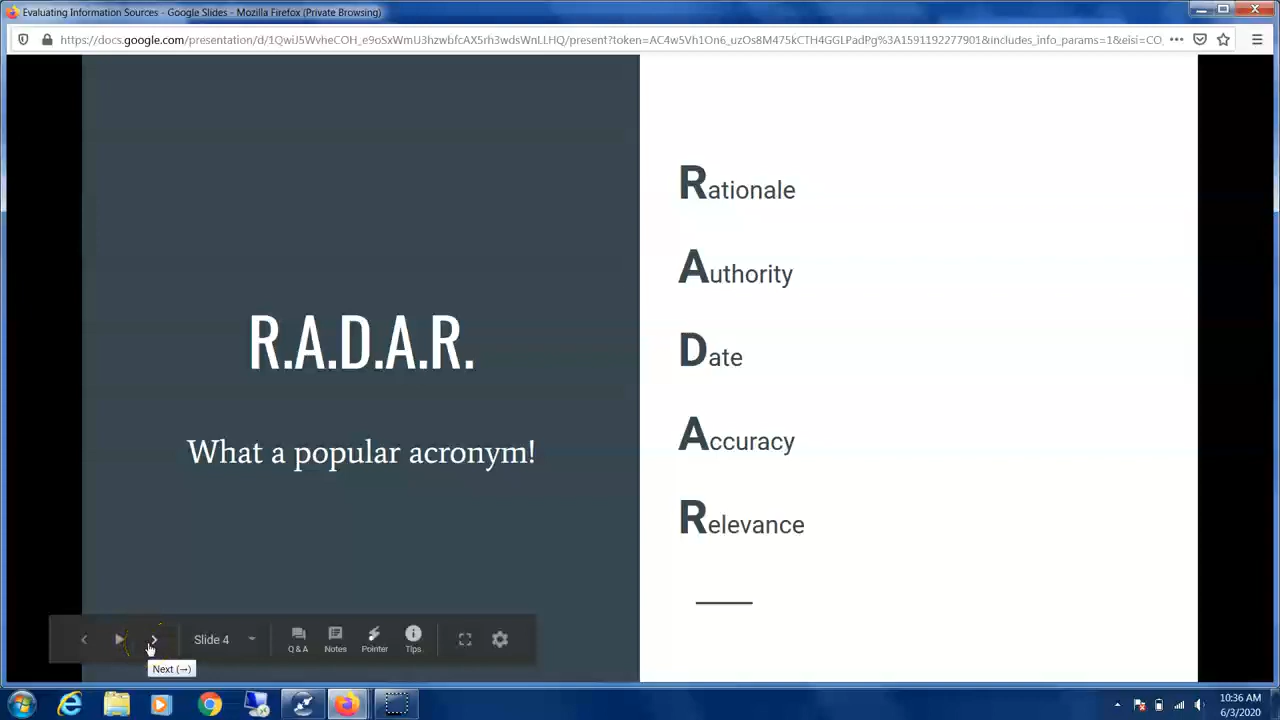 Evaluating Information Sources - Google Slides - Mozilla Firefox (Private Browsing)
https://docs.google.com/presentation/d/1QwiJ5WvheCOH_e9oSxWmU3hzwbfcAX5rh3wdsWnLLHQ/present?token=AC4w5Vh1On6_uzOs8M475kCTH4GGLPadPg%3A1591192277901&includes_info_params=1&eisi=CO
R.A.D.A.R.
What a popular acronym!
Rationale
Authority
Date
Accuracy
Relevance
Slide 4
Q & A
Notes
Pointer
Tips
Next (→)
10:36 AM
6/3/2020